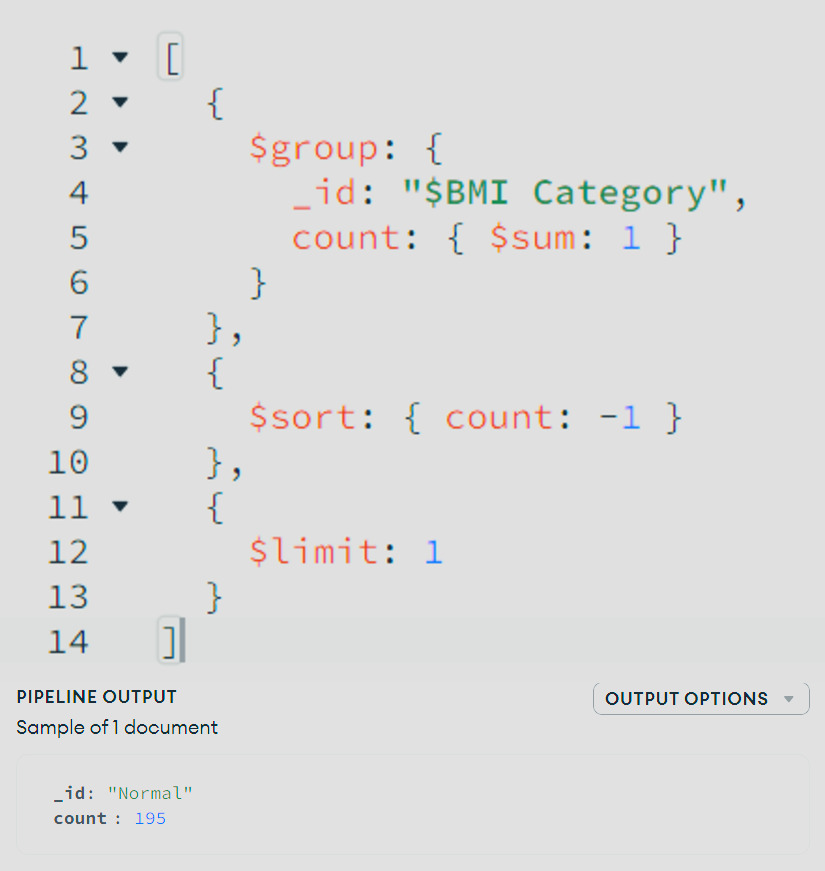 1 [
2 {
3 $group: {
4 _id: "$BMI Category",
5 count: { $sum: 1 }
6 }
7 },
8 {
9 $sort: { count: -1 }
10 },
11 {
12 $limit: 1
13 }
14 ]
PIPELINE OUTPUT
OUTPUT OPTIONS
Sample of 1 document
_id: "Normal"
count : 195